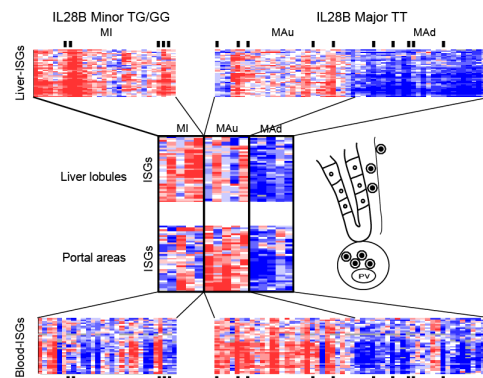 IL28B Minor TG/GG
IL28B Major TT
MI
MAu
MAd
Liver-ISGs
MI
MAu
MAd
Liver lobules
ISGs
Portal areas
ISGs
PV
Blood-ISGs